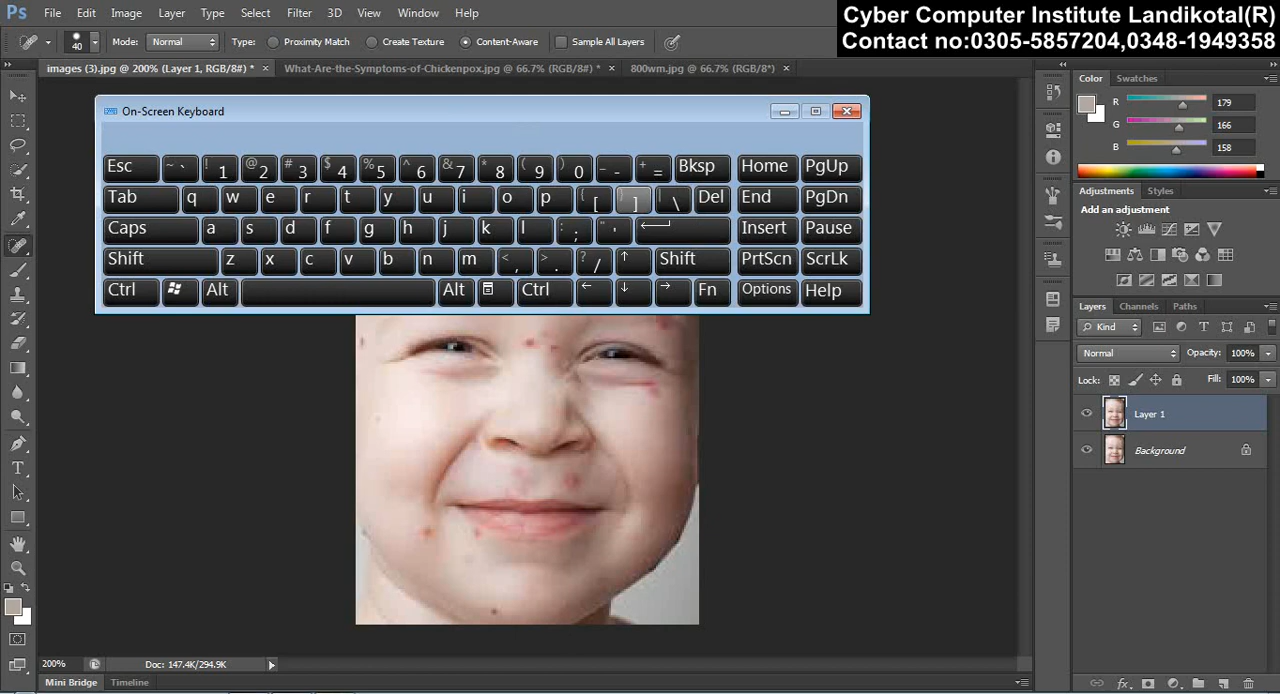 Ps File Edit Image Layer Type Select Filter 3D View Window Help
Cyber Computer Institute Landikotal(R)
Contact no:0305-5857204,0348-1949358
40 Mode: Normal Type: Proximity Match Create Texture Content-Aware Sample All Layers
images (3).jpg @ 200% (Layer 1, RGB/8#) * × What-Are-the-Symptoms-of-Chickenpox.jpg @ 66.7% (RGB/8#) * × 800wm.jpg @ 66.7% (RGB/8*) ×
On-Screen Keyboard
Esc ~ ` ! 1 @ 2 # 3 $ 4 % 5 ^ 6 & 7 * 8 ( 9 ) 0 _ - + = Bksp Home PgUp
Tab q w e r t y u i o p { [ } ] | \ Del End PgDn
Caps a s d f g h j k l : ; " ' Insert Pause
Shift z x c v b n m < , > . ? / ↑ Shift PrtScn ScrLk
Ctrl Alt Alt Ctrl ← ↓ → Fn Options Help
Color Swatches
R 179
G 166
B 158
Adjustments Styles
Add an adjustment
Layers Channels Paths
Kind
Normal Opacity: 100%
Lock: Fill: 100%
Layer 1
Background
200% Doc: 147.4K/294.9K
Mini Bridge Timeline